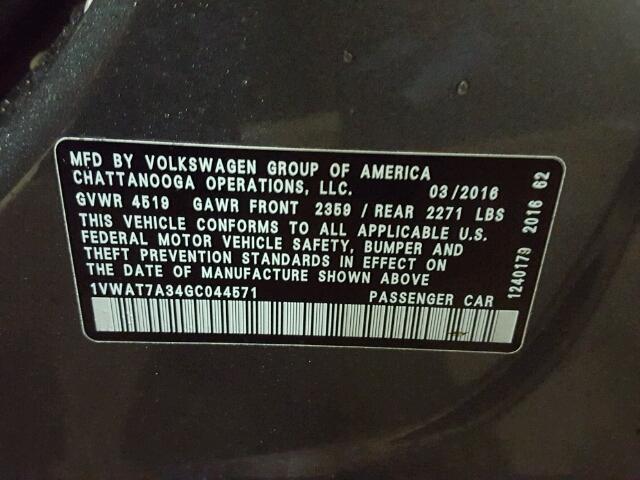 MFD BY VOLKSWAGEN GROUP OF AMERICA
CHATTANOOGA OPERATIONS, LLC. 03/2016
GVWR 4519 GAWR FRONT 2359 / REAR 2271 LBS
THIS VEHICLE CONFORMS TO ALL APPLICABLE U.S.
FEDERAL MOTOR VEHICLE SAFETY, BUMPER AND
THEFT PREVENTION STANDARDS IN EFFECT ON
THE DATE OF MANUFACTURE SHOWN ABOVE
1VWAT7A34GC044571 PASSENGER CAR
1240179 2016 62